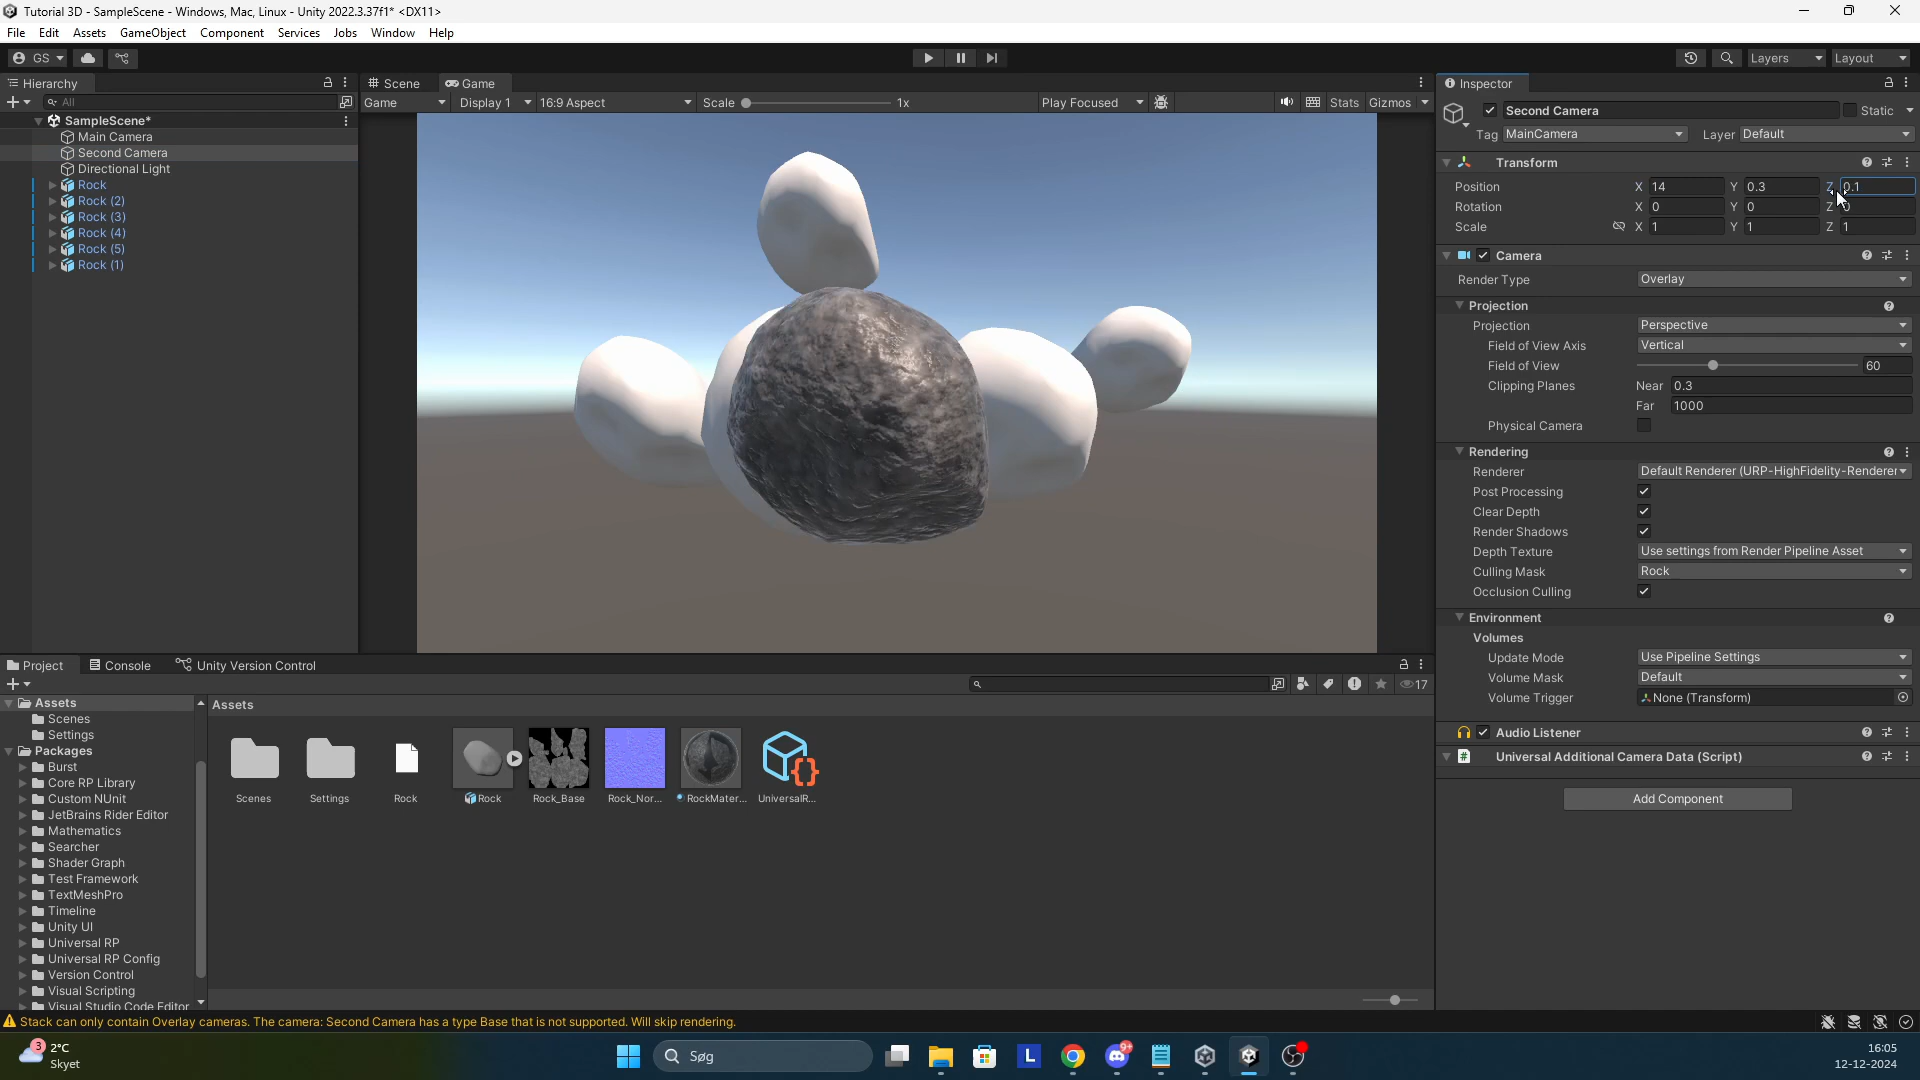 Tutorial 3D - SampleScene - Windows, Mac, Linux - Unity 2022.3.37f1* <DX11>
File Edit Assets GameObject Component Services Jobs Window Help
GS Layers Layout
Hierarchy
All
SampleScene*
Main Camera
Second Camera
Directional Light
Rock
Rock (2)
Rock (3)
Rock (4)
Rock (5)
Rock (1)
Scene Game
Game Display 1 16:9 Aspect Scale 1x Play Focused Stats Gizmos
Inspector
Second Camera Static
Tag MainCamera Layer Default
Transform
Position X 14 Y 0.3 Z 0.1
Rotation X 0 Y 0 Z 0
Scale X 1 Y 1 Z 1
Camera
Render Type Overlay
Projection
Projection Perspective
Field of View Axis Vertical
Field of View 60
Clipping Planes Near 0.3
Far 1000
Physical Camera
Rendering
Renderer Default Renderer (URP-HighFidelity-Renderer
Post Processing
Clear Depth
Render Shadows
Depth Texture Use settings from Render Pipeline Asset
Culling Mask Rock
Occlusion Culling
Environment
Volumes
Update Mode Use Pipeline Settings
Volume Mask Default
Volume Trigger None (Transform)
Audio Listener
# Universal Additional Camera Data (Script)
Add Component
Project Console Unity Version Control
17
Assets
Scenes
Settings
Packages
Burst
Core RP Library
Custom NUnit
JetBrains Rider Editor
Mathematics
Searcher
Shader Graph
Test Framework
TextMeshPro
Timeline
Unity UI
Universal RP
Universal RP Config
Version Control
Visual Scripting
Visual Studio Code Editor
Assets
Scenes Settings Rock Rock Rock_Base Rock_Nor... RockMater... UniversalR...
Stack can only contain Overlay cameras. The camera: Second Camera has a type Base that is not supported. Will skip rendering.
3
2°C
Skyet
Søg
L
9+
16:05
12-12-2024